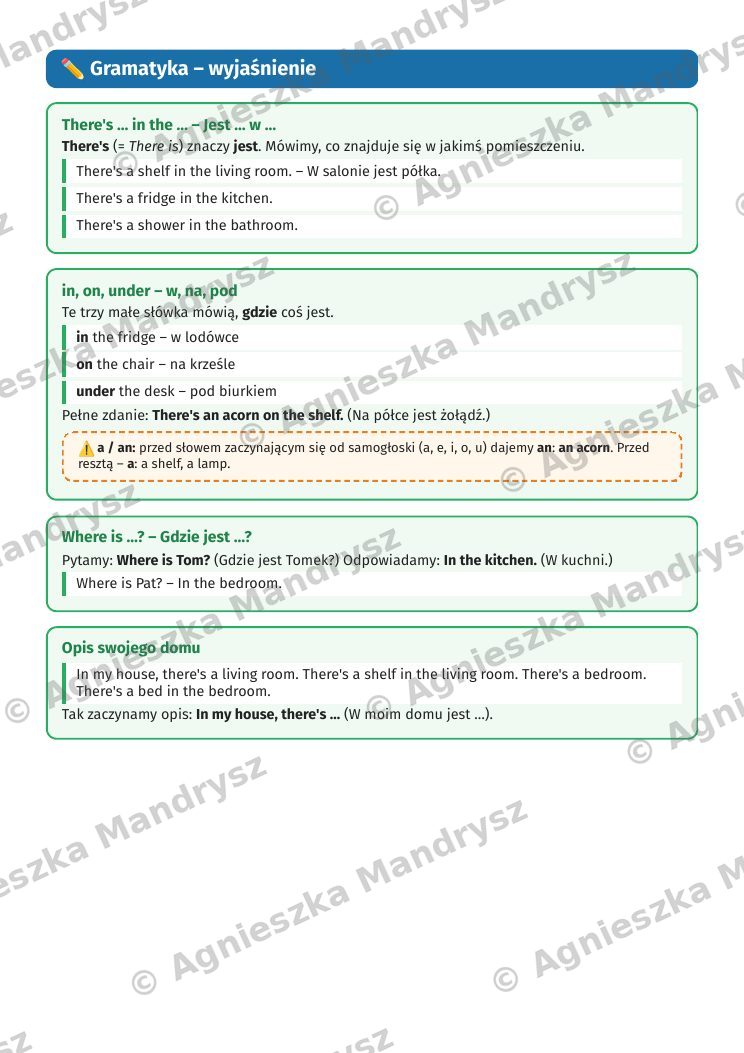 ✏️ Gramatyka – wyjaśnienie
There's ... in the ... – Jest ... w ...
There's (= There is) znaczy jest. Mówimy, co znajduje się w jakimś pomieszczeniu.
There's a shelf in the living room. – W salonie jest półka.
There's a fridge in the kitchen.
There's a shower in the bathroom.
in, on, under – w, na, pod
Te trzy małe słówka mówią, gdzie coś jest.
in the fridge – w lodówce
on the chair – na krześle
under the desk – pod biurkiem
Pełne zdanie: There's an acorn on the shelf. (Na półce jest żołądź.)
⚠️ a / an: przed słowem zaczynającym się od samogłoski (a, e, i, o, u) dajemy an: an acorn. Przed
resztą – a: a shelf, a lamp.
Where is ...? – Gdzie jest ...?
Pytamy: Where is Tom? (Gdzie jest Tomek?) Odpowiadamy: In the kitchen. (W kuchni.)
Where is Pat? – In the bedroom.
Opis swojego domu
In my house, there's a living room. There's a shelf in the living room. There's a bedroom.
There's a bed in the bedroom.
Tak zaczynamy opis: In my house, there's ... (W moim domu jest ...).
© Agnieszka Mandrysz